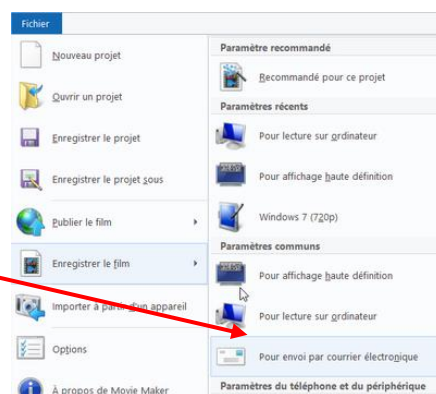 Fichier
Nouveau projet
Ouvrir un projet
Enregistrer le projet
Enregistrer le projet sous
Publier le film
Enregistrer le film
Importer à partir d'un appareil
Options
À propos de Movie Maker
Paramètre recommandé
Recommandé pour ce projet
Paramètres récents
Pour lecture sur ordinateur
Pour affichage haute définition
Windows 7 (720p)
Paramètres communs
Pour affichage haute définition
Pour lecture sur ordinateur
Pour envoi par courrier électronique
Paramètres du téléphone et du périphérique